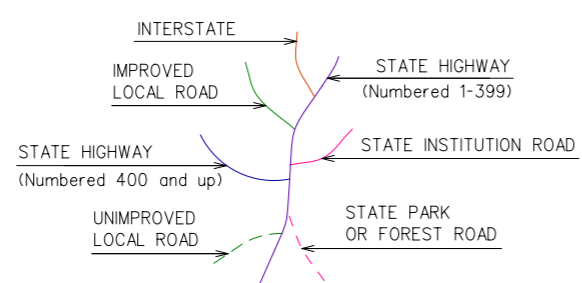 INTERSTATE
IMPROVED
LOCAL ROAD
STATE HIGHWAY
(Numbered 1-399)
STATE HIGHWAY
(Numbered 400 and up)
STATE INSTITUTION ROAD
UNIMPROVED
LOCAL ROAD
STATE PARK
OR FOREST ROAD